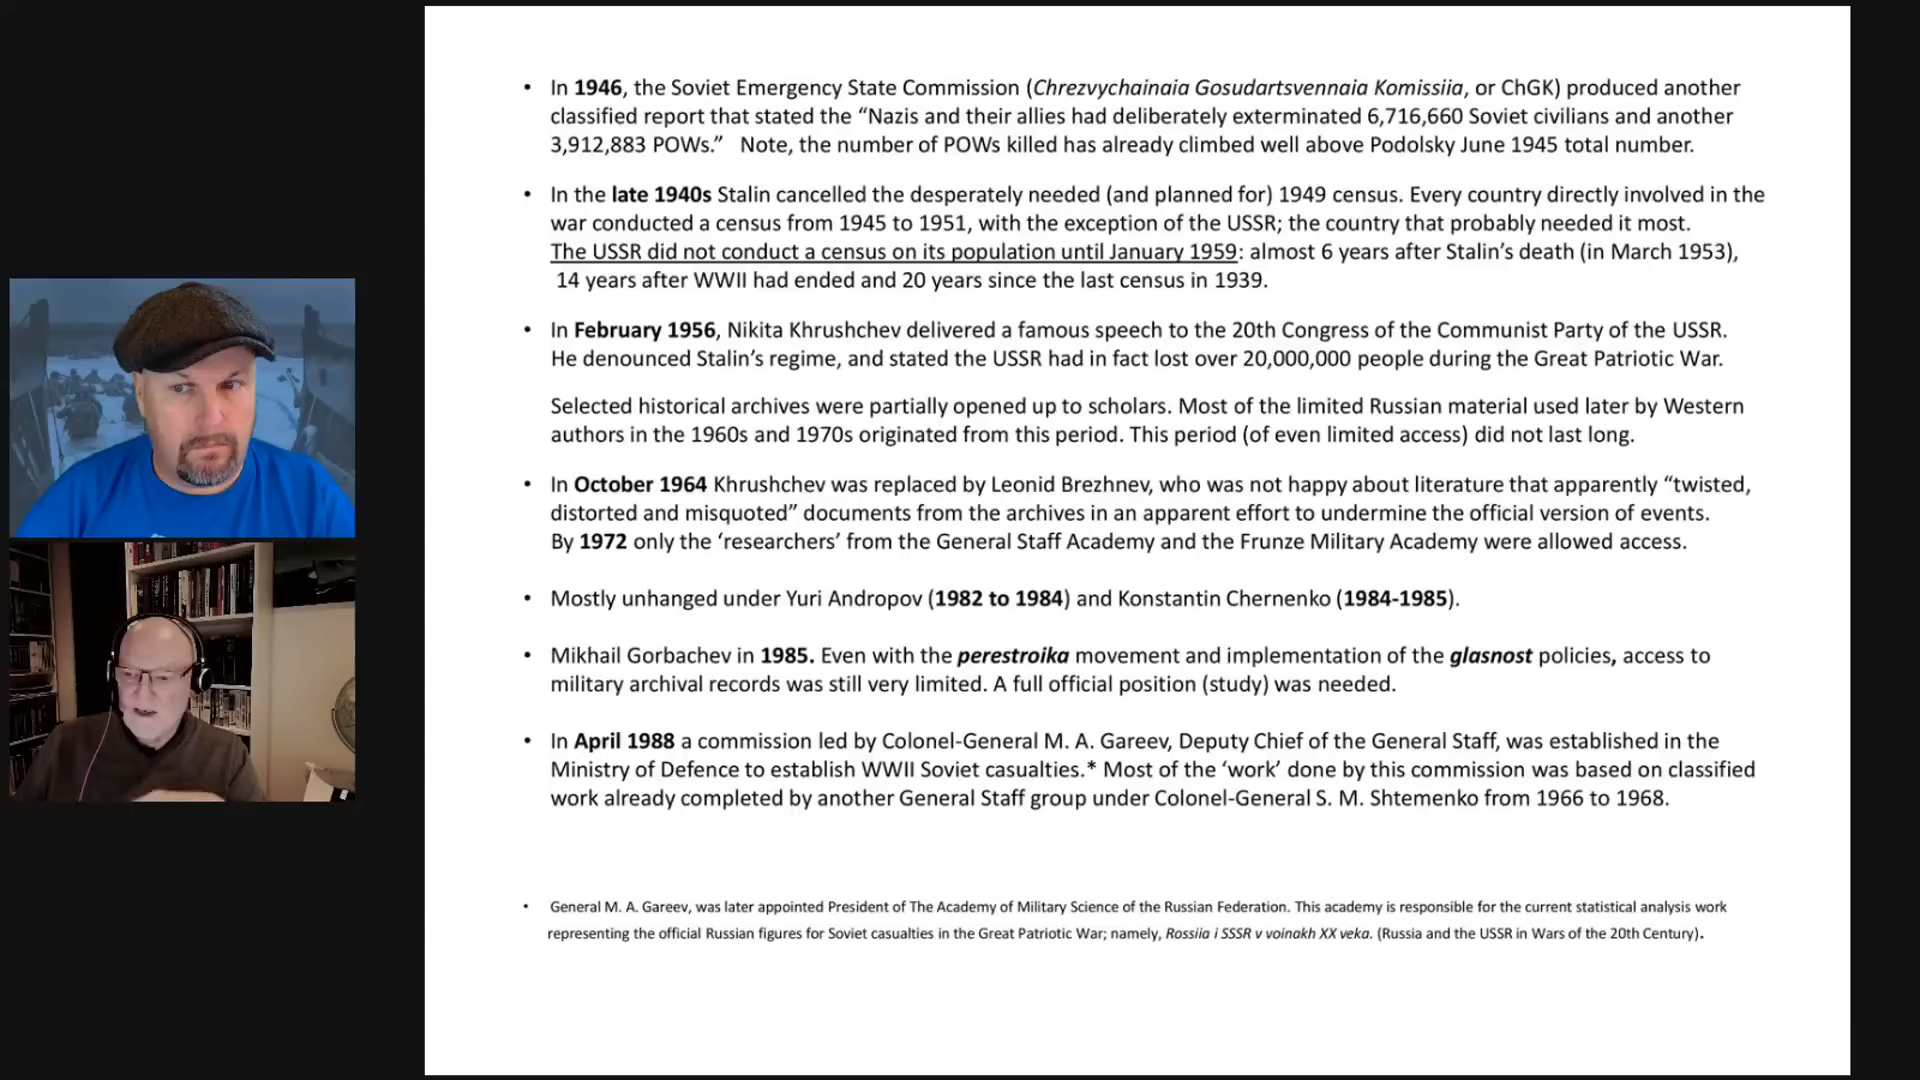 • In 1946, the Soviet Emergency State Commission (Chrezvychainaia Gosudartsvennaia Komissiia, or ChGK) produced another
classified report that stated the “Nazis and their allies had deliberately exterminated 6,716,660 Soviet civilians and another
3,912,883 POWs.” Note, the number of POWs killed has already climbed well above Podolsky June 1945 total number.
• In the late 1940s Stalin cancelled the desperately needed (and planned for) 1949 census. Every country directly involved in the
war conducted a census from 1945 to 1951, with the exception of the USSR; the country that probably needed it most.
The USSR did not conduct a census on its population until January 1959: almost 6 years after Stalin’s death (in March 1953),
14 years after WWII had ended and 20 years since the last census in 1939.
• In February 1956, Nikita Khrushchev delivered a famous speech to the 20th Congress of the Communist Party of the USSR.
He denounced Stalin’s regime, and stated the USSR had in fact lost over 20,000,000 people during the Great Patriotic War.
Selected historical archives were partially opened up to scholars. Most of the limited Russian material used later by Western
authors in the 1960s and 1970s originated from this period. This period (of even limited access) did not last long.
• In October 1964 Khrushchev was replaced by Leonid Brezhnev, who was not happy about literature that apparently “twisted,
distorted and misquoted” documents from the archives in an apparent effort to undermine the official version of events.
By 1972 only the ‘researchers’ from the General Staff Academy and the Frunze Military Academy were allowed access.
• Mostly unhanged under Yuri Andropov (1982 to 1984) and Konstantin Chernenko (1984-1985).
• Mikhail Gorbachev in 1985. Even with the perestroika movement and implementation of the glasnost policies, access to
military archival records was still very limited. A full official position (study) was needed.
• In April 1988 a commission led by Colonel-General M. A. Gareev, Deputy Chief of the General Staff, was established in the
Ministry of Defence to establish WWII Soviet casualties.* Most of the ‘work’ done by this commission was based on classified
work already completed by another General Staff group under Colonel-General S. M. Shtemenko from 1966 to 1968.
• General M. A. Gareev, was later appointed President of The Academy of Military Science of the Russian Federation. This academy is responsible for the current statistical analysis work
representing the official Russian figures for Soviet casualties in the Great Patriotic War; namely, Rossiia i SSSR v voinakh XX veka. (Russia and the USSR in Wars of the 20th Century).